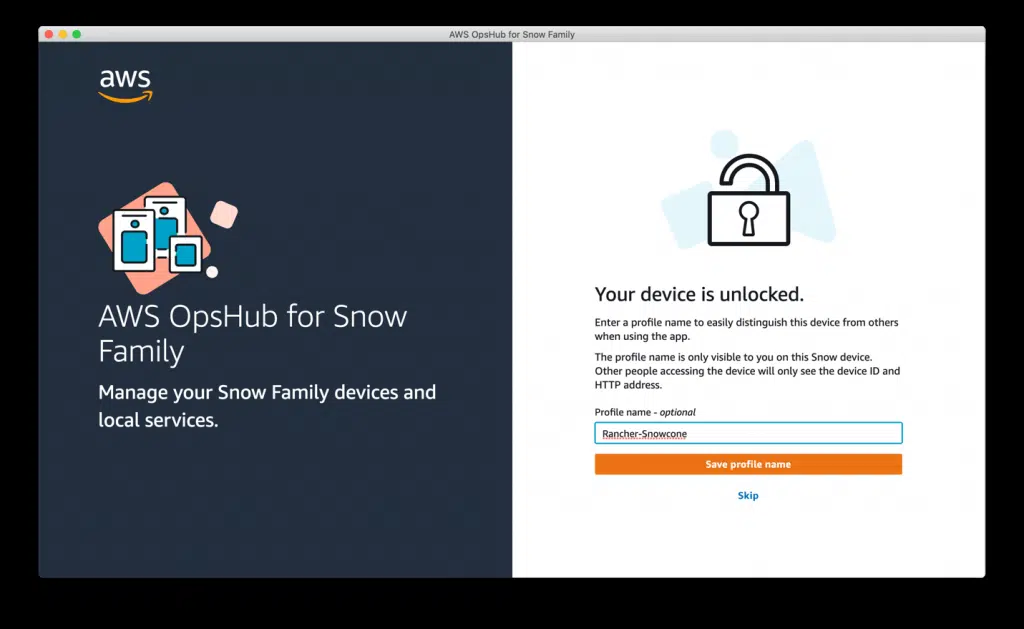 AWS OpsHub for Snow Family
aws
AWS OpsHub for Snow
Family
Manage your Snow Family devices and
local services.
Your device is unlocked.
Enter a profile name to easily distinguish this device from others
when using the app.
The profile name is only visible to you on this Snow device.
Other people accessing the device will only see the device ID and
HTTP address.
Profile name - optional
Rancher-Snowcone
Save profile name
Skip